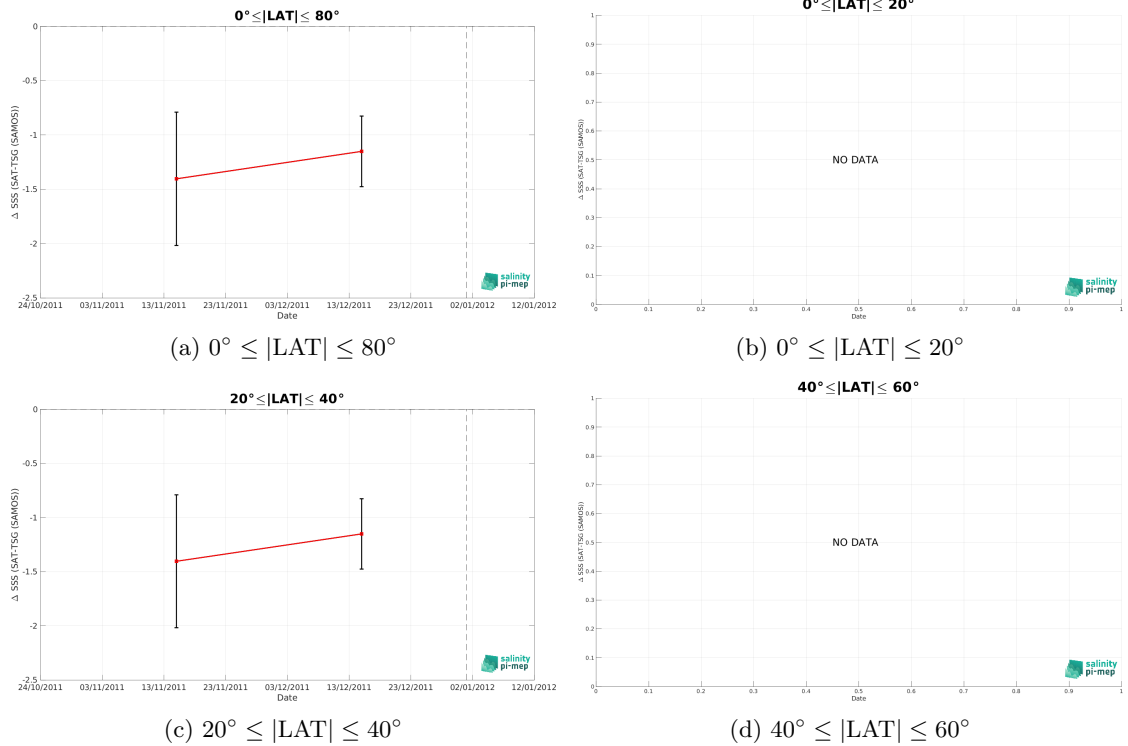 0°≤|LAT|≤ 80°
0
-0.5
-1
-1.5
-2
-2.5
Δ SSS (SAT-TSG (SAMOS))
24/10/2011 03/11/2011 13/11/2011 23/11/2011 03/12/2011 13/12/2011 23/12/2011 02/01/2012 12/01/2012
Date
salinity
pi-mep
(a) 0° ≤ |LAT| ≤ 80°
0°≤|LAT|≤ 20°
1
0.9
0.8
0.7
0.6
0.5
0.4
0.3
0.2
0.1
0
Δ SSS (SAT-TSG (SAMOS))
NO DATA
0 0.1 0.2 0.3 0.4 0.5 0.6 0.7 0.8 0.9 1
Date
salinity
pi-mep
(b) 0° ≤ |LAT| ≤ 20°
20°≤|LAT|≤ 40°
0
-0.5
-1
-1.5
-2
-2.5
Δ SSS (SAT-TSG (SAMOS))
24/10/2011 03/11/2011 13/11/2011 23/11/2011 03/12/2011 13/12/2011 23/12/2011 02/01/2012 12/01/2012
Date
salinity
pi-mep
(c) 20° ≤ |LAT| ≤ 40°
40°≤|LAT|≤ 60°
1
0.9
0.8
0.7
0.6
0.5
0.4
0.3
0.2
0.1
0
Δ SSS (SAT-TSG (SAMOS))
NO DATA
0 0.1 0.2 0.3 0.4 0.5 0.6 0.7 0.8 0.9 1
Date
salinity
pi-mep
(d) 40° ≤ |LAT| ≤ 60°